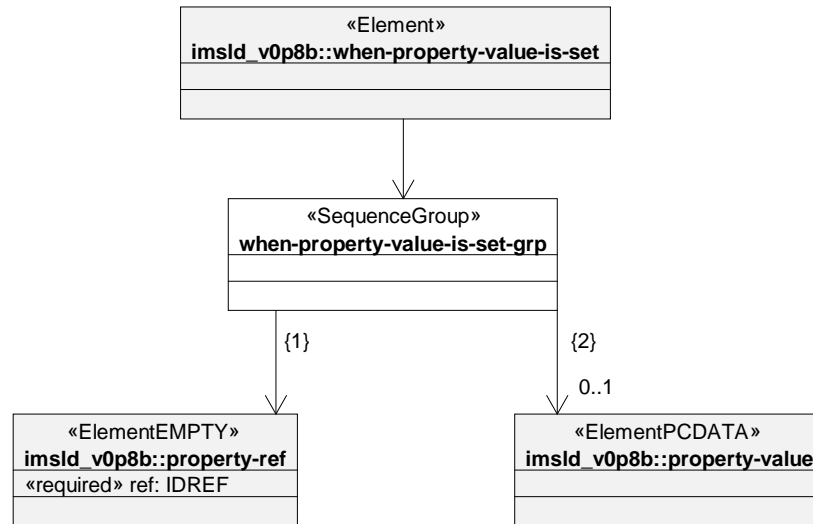 «Element»
imsld_v0p8b::when-property-value-is-set
«SequenceGroup»
when-property-value-is-set-grp
{1}
{2}
0..1
«ElementEMPTY»
imsld_v0p8b::property-ref
«required» ref: IDREF
«ElementPCDATA»
imsld_v0p8b::property-value